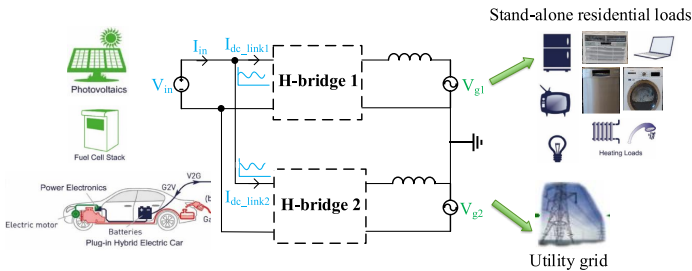 Stand-alone residential loads
I_in
I_dc_link1
Photovoltaics
V_in
H-bridge 1
V_g1
Fuel Cell Stack
Heating Loads
V2G
G2V
Power Electronics
(b
Ga
I_dc_link2
H-bridge 2
V_g2
Electric motor
Batteries
Plug-in Hybrid Electric Car
Utility grid